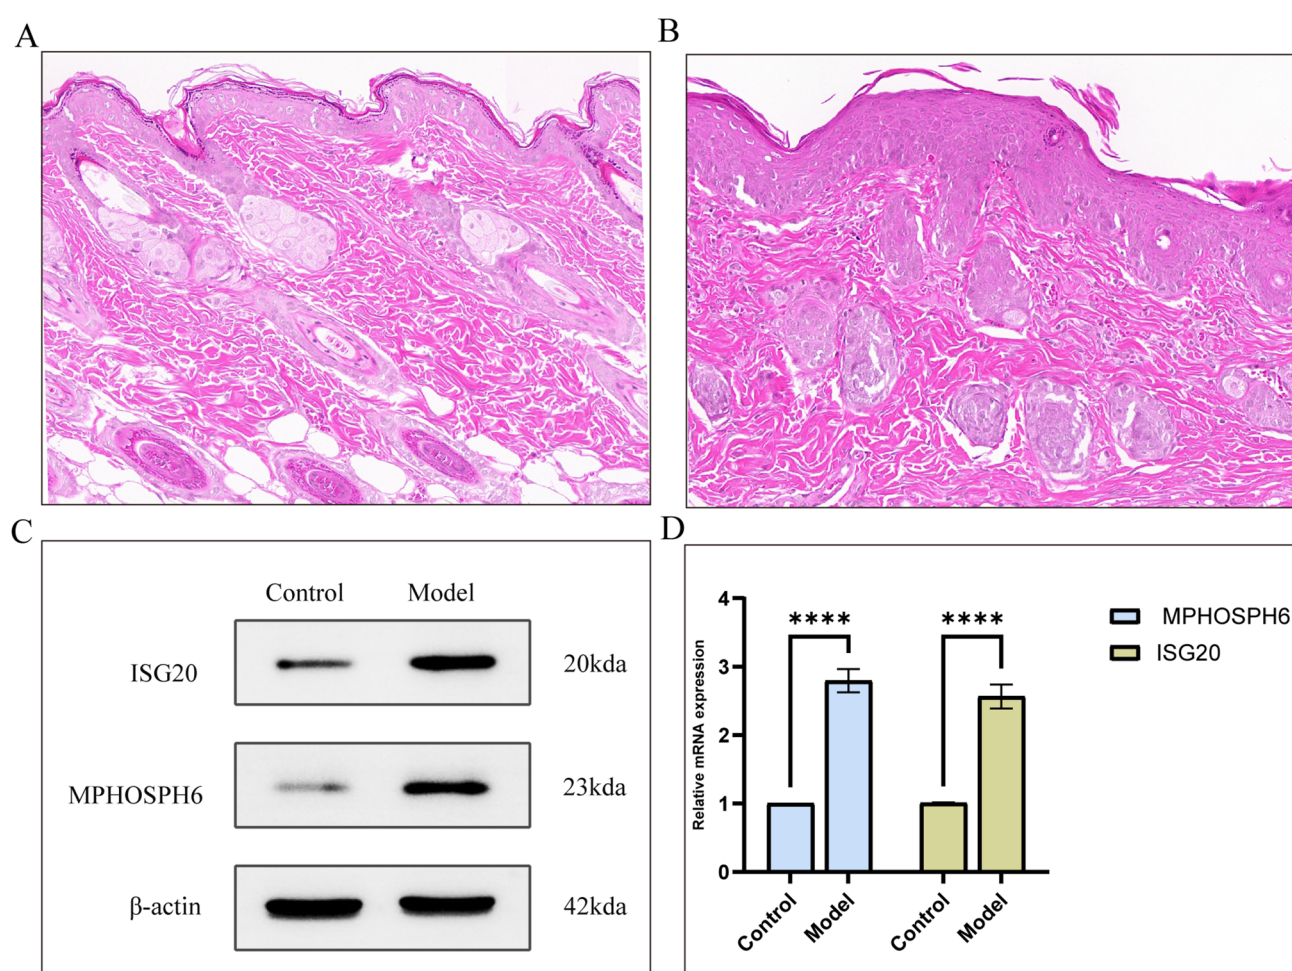 A
B
C
Control Model
ISG20 20kda
MPHOSPH6 23kda
β-actin 42kda
D
4
3
2
1
0
Relative mRNA expression
****
****
Control
Model
Control
Model
MPHOSPH6
ISG20